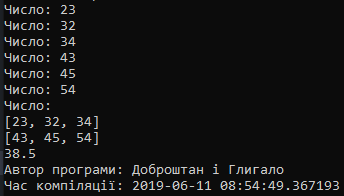 Число: 23
Число: 32
Число: 34
Число: 43
Число: 45
Число: 54
Число:
[23, 32, 34]
[43, 45, 54]
38.5
Автор програми: Доброштан і Глигало
Час компіляції: 2019-06-11 08:54:49.367193